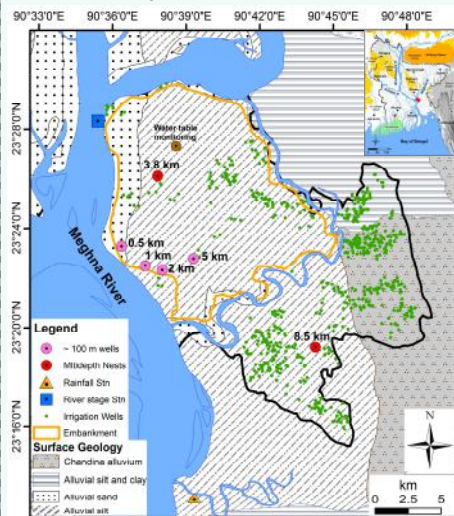 90°33'0"E 90°36'0"E 90°39'0"E 90°42'0"E 90°45'0"E 90°48'0"E
23°28'0"N
23°24'0"N
23°20'0"N
23°16'0"N
Bay of Bengal
Water table
monitoring
3.8 km
0.5 km
1 km
2 km
5 km
8.5 km
Meghna River
Legend
~ 100 m wells
Mltidepth Nests
Rainfall Stn
River stage Stn
Irrigation Wells
Embankment
Surface Geology
Chandina alluvium
Alluvial silt and clay
Alluvial sand
Alluvial silt
N
km
0 2.5 5